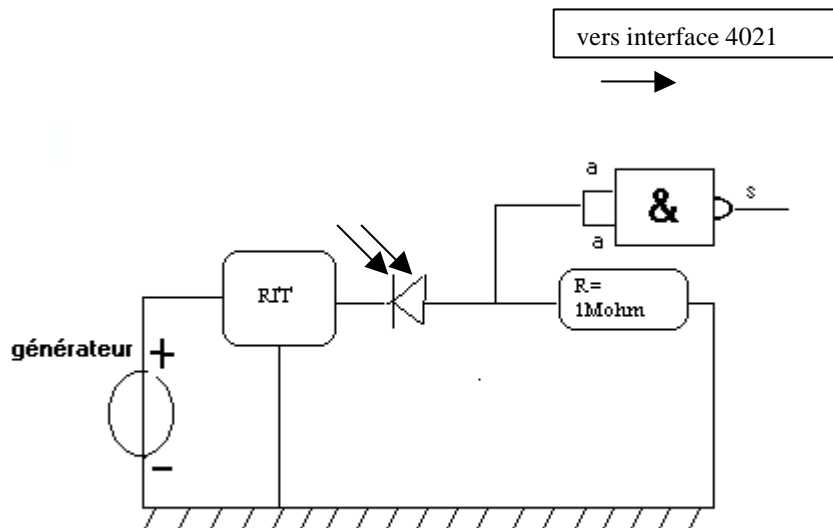 vers interface 4021
a
&
s
a
RIT
R=
1Mohm
générateur
+
−